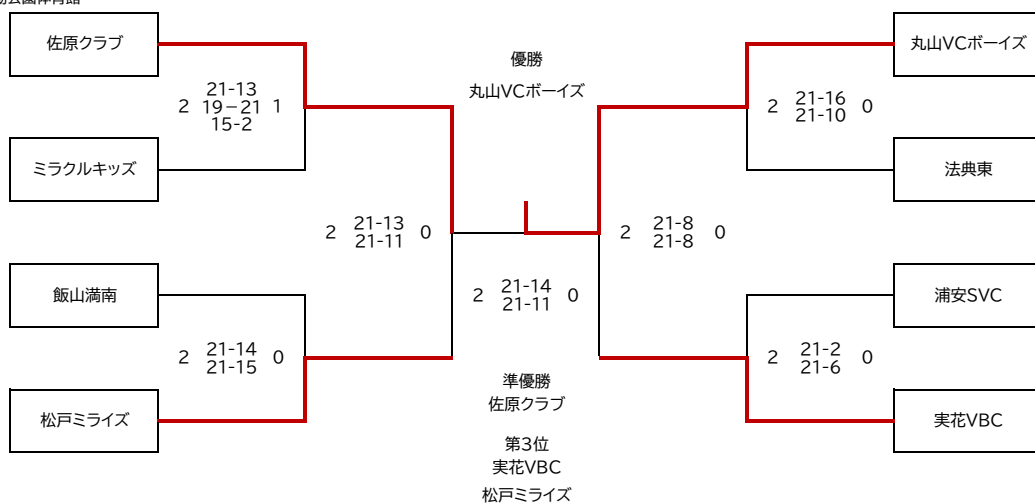 佐原クラブ
21-13
2 19－21 1
15-2
ミラクルキッズ
2 21-13 0
21-11
飯山満南
2 21-14 0
21-15
松戸ミライズ
優勝
丸山VCボーイズ
2 21-14 0
21-11
準優勝
佐原クラブ
第3位
実花VBC
松戸ミライズ
丸山VCボーイズ
2 21-16 0
21-10
法典東
2 21-8 0
21-8
浦安SVC
2 21-2 0
21-6
実花VBC